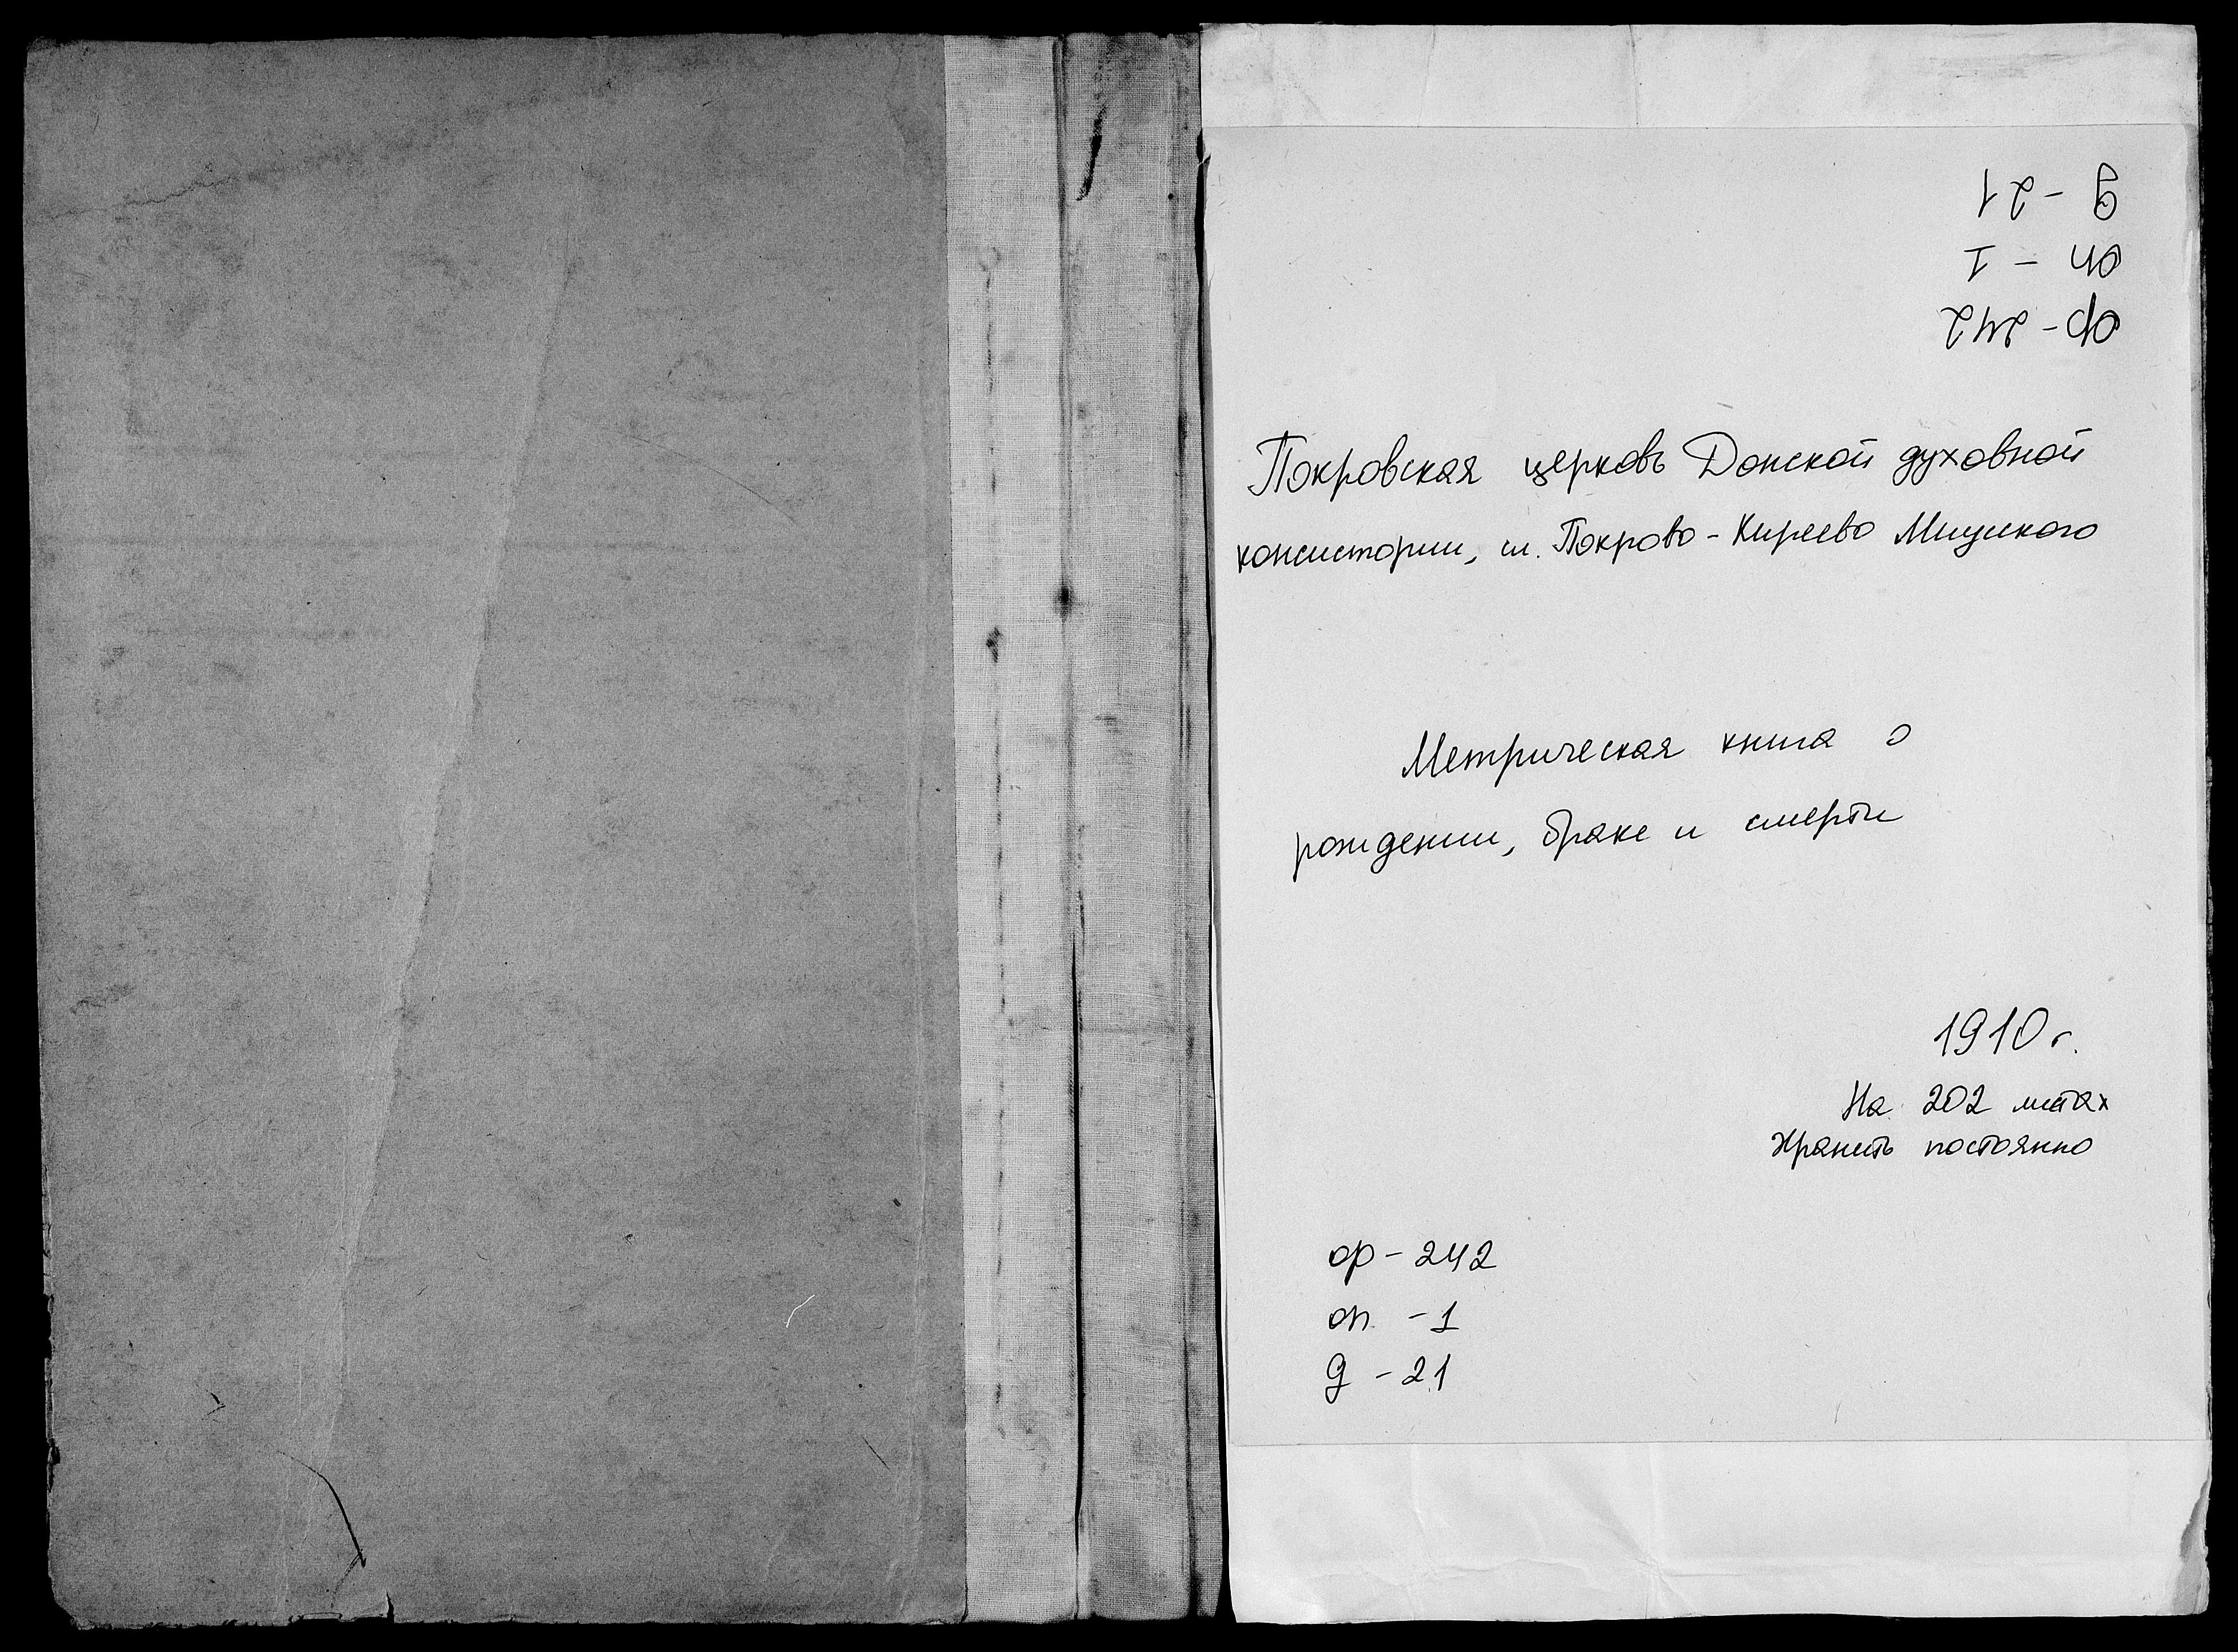 д - 21
оп - 1
ф - 242
Покровская церковь Донской духовной
консистории, сл. Покрово - Киреево Миуского
Метрическая книга о
рождении, браке и смерти
1910 г.
На 202 листах
Хранить постоянно
ф - 242
оп. - 1
д - 21